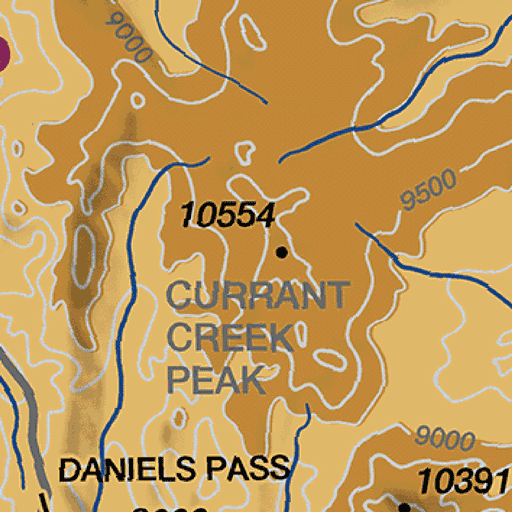 9000
9500
10554
CURRANT
CREEK
PEAK
9000
DANIELS PASS
10391